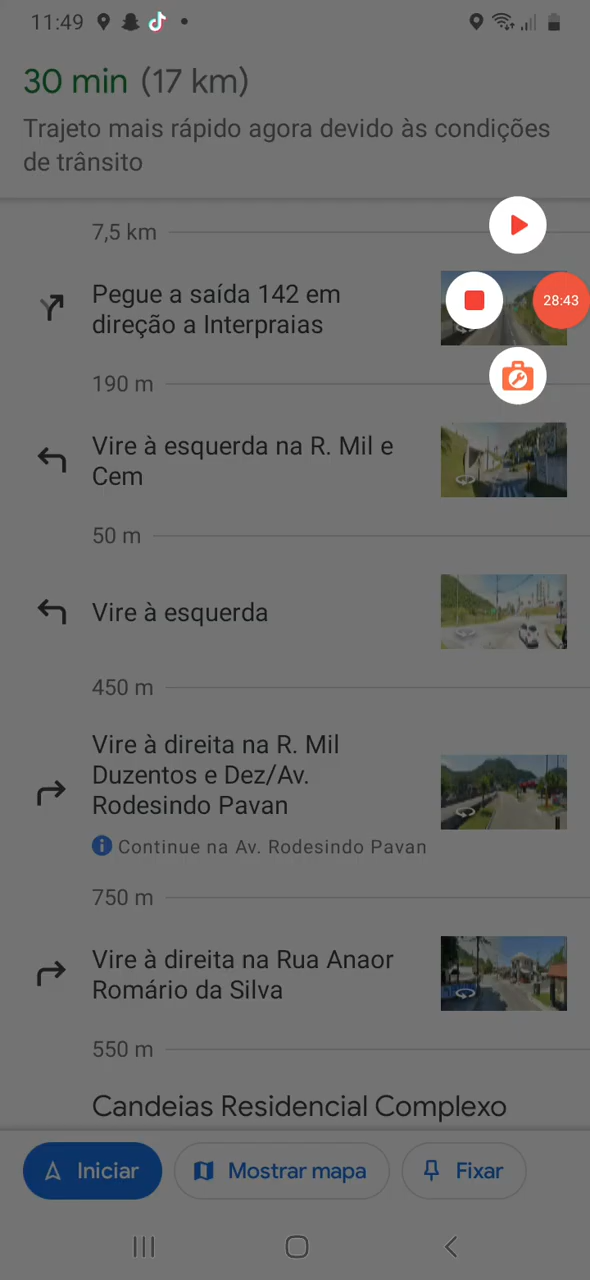 11:49
30 min (17 km)
Trajeto mais rápido agora devido às condições
de trânsito
7,5 km
Pegue a saída 142 em
direção a Interpraias
28:43
190 m
Vire à esquerda na R. Mil e
Cem
50 m
Vire à esquerda
450 m
Vire à direita na R. Mil
Duzentos e Dez/Av.
Rodesindo Pavan
Continue na Av. Rodesindo Pavan
750 m
Vire à direita na Rua Anaor
Romário da Silva
550 m
Candeias Residencial Complexo
Iniciar
Mostrar mapa
Fixar